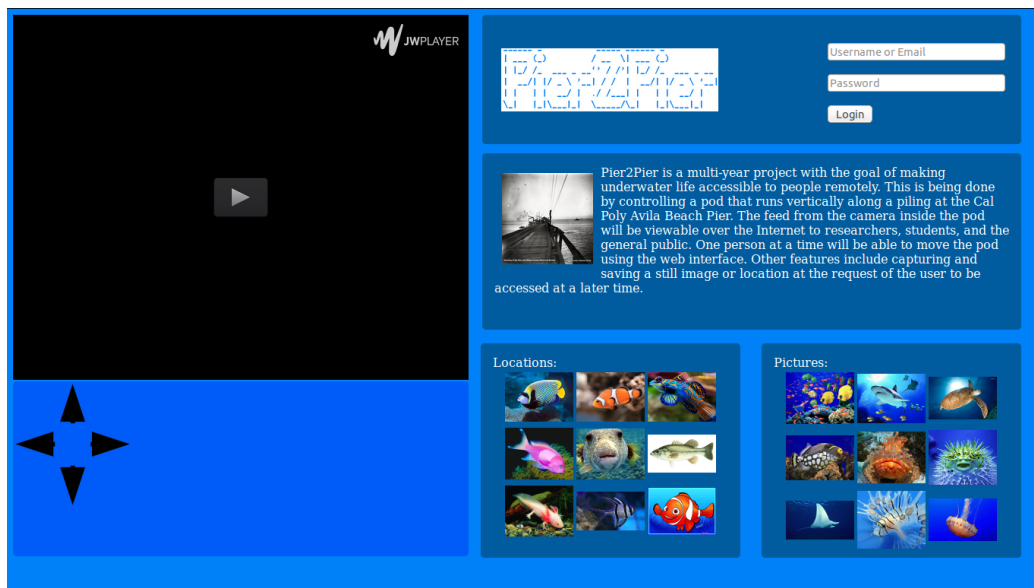 JWPLAYER
Pier2Pier
Username or Email
Password
Login
Pier2Pier is a multi-year project with the goal of making
underwater life accessible to people remotely. This is being done
by controlling a pod that runs vertically along a piling at the Cal
Poly Avila Beach Pier. The feed from the camera inside the pod
will be viewable over the Internet to researchers, students, and the
general public. One person at a time will be able to move the pod
using the web interface. Other features include capturing and
saving a still image or location at the request of the user to be
accessed at a later time.
Locations:
Pictures: